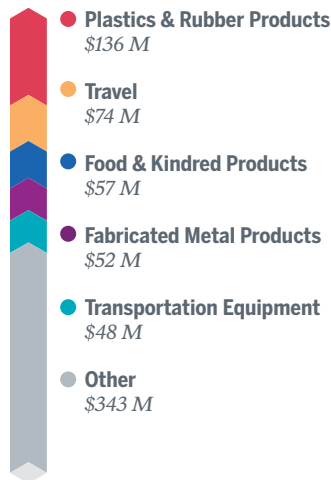 Plastics & Rubber Products
$136 M
Travel
$74 M
Food & Kindred Products
$57 M
Fabricated Metal Products
$52 M
Transportation Equipment
$48 M
Other
$343 M